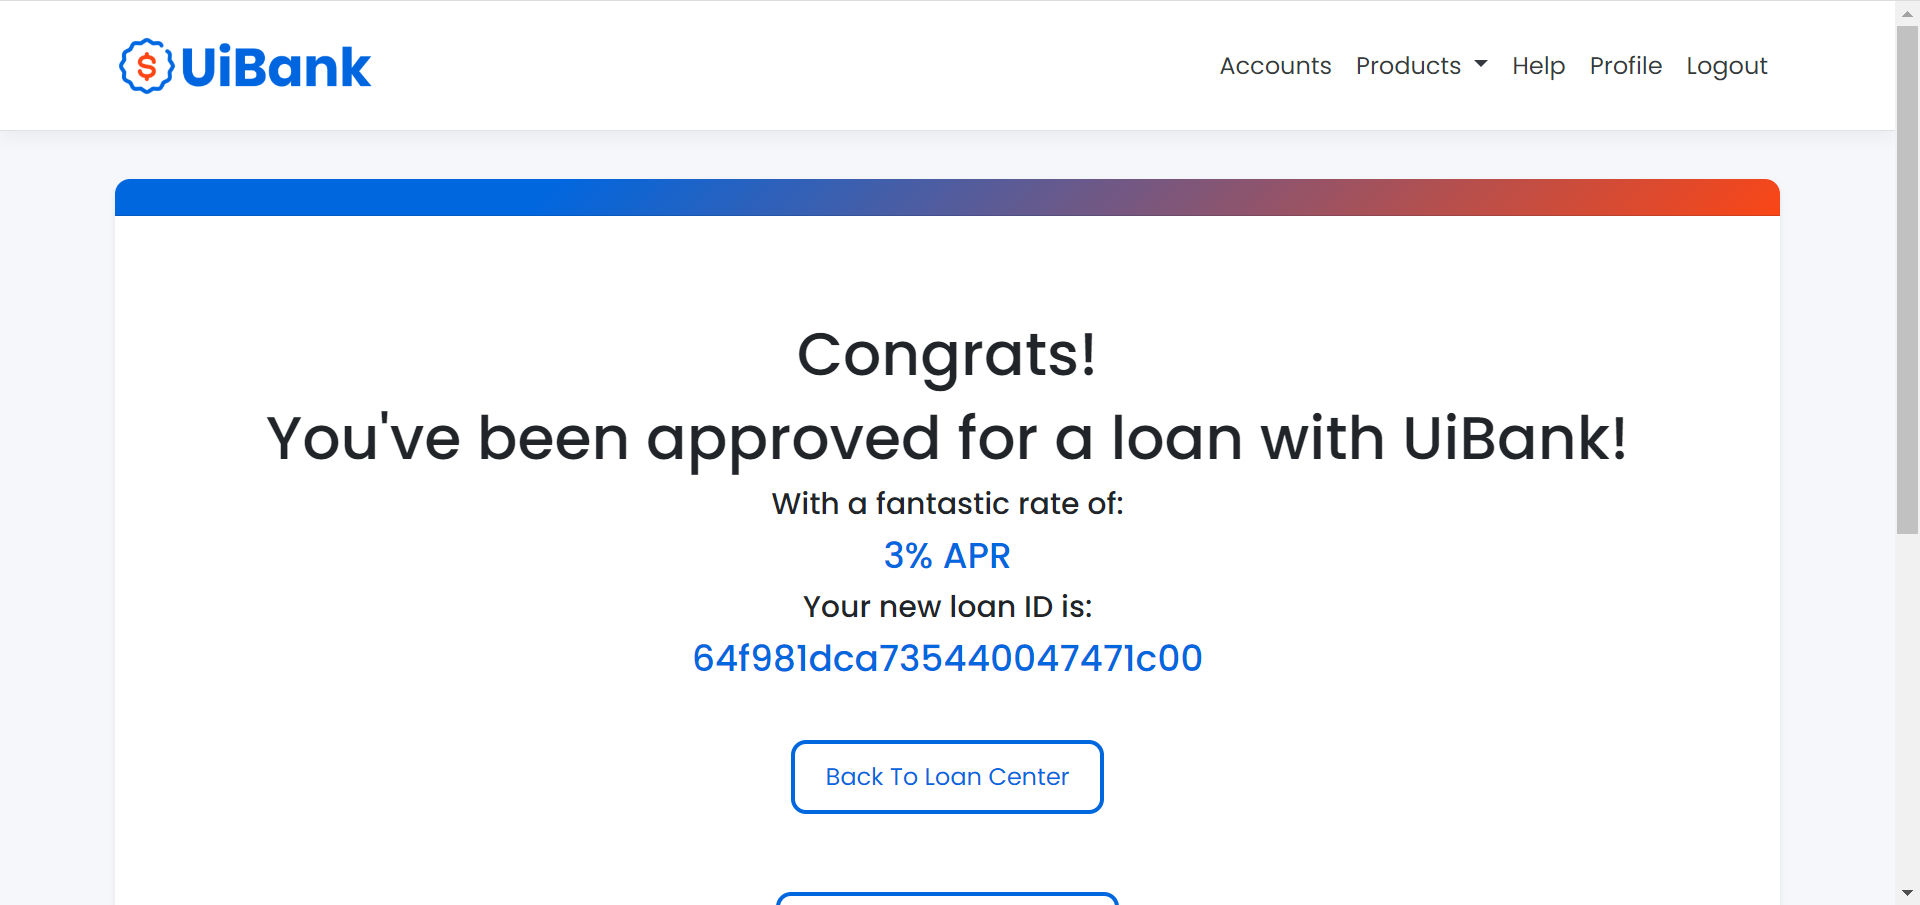 $ UiBank
Accounts Products Help Profile Logout
Congrats!
You've been approved for a loan with UiBank!
With a fantastic rate of:
3% APR
Your new loan ID is:
64f981dca735440047471c00
Back To Loan Center